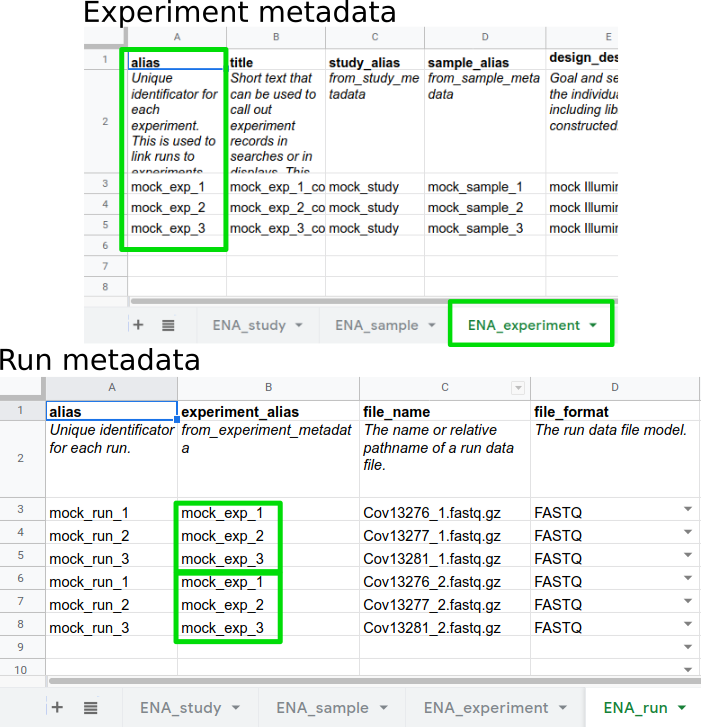 Experiment metadata
A B C D E
1 alias title study_alias sample_alias design_des
2 Unique identificator for each experiment. This is used to link runs to experiments Short text that can be used to call out experiment records in searches or in displays. This from_study_metadata from_sample_metadata Goal and se the individua including lib constructed.
3 mock_exp_1 mock_exp_1_co mock_study mock_sample_1 mock Illumin
4 mock_exp_2 mock_exp_2_co mock_study mock_sample_2 mock Illumin
5 mock_exp_3 mock_exp_3_co mock_study mock_sample_3 mock Illumin
6
7
8
+ ENA_study ENA_sample ENA_experiment
Run metadata
A B C D
1 alias experiment_alias file_name file_format
2 Unique identificator for each run. from_experiment_metadata The name or relative pathname of a run data file. The run data file model.
3 mock_run_1 mock_exp_1 Cov13276_1.fastq.gz FASTQ
4 mock_run_2 mock_exp_2 Cov13277_1.fastq.gz FASTQ
5 mock_run_3 mock_exp_3 Cov13281_1.fastq.gz FASTQ
6 mock_run_1 mock_exp_1 Cov13276_2.fastq.gz FASTQ
7 mock_run_2 mock_exp_2 Cov13277_2.fastq.gz FASTQ
8 mock_run_3 mock_exp_3 Cov13281_2.fastq.gz FASTQ
9
10
+ ENA_study ENA_sample ENA_experiment ENA_run